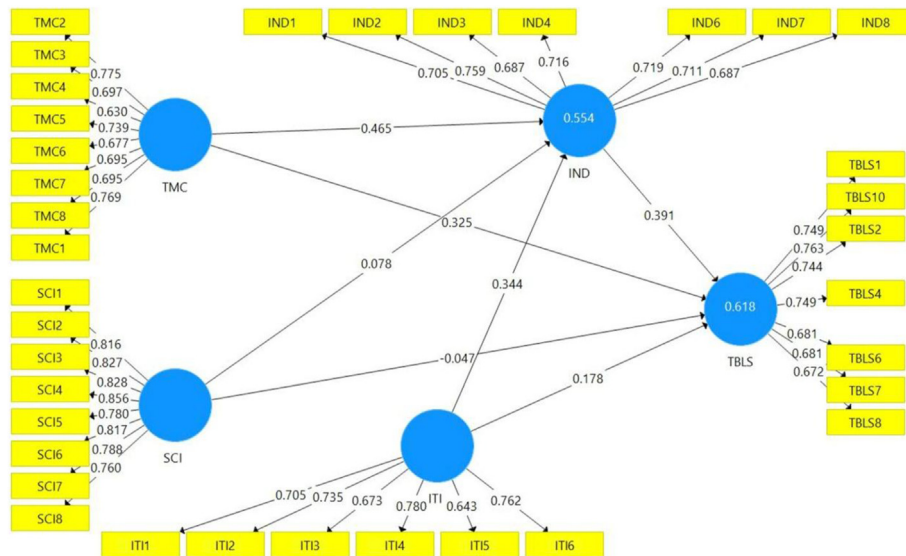 TMC2
TMC3
TMC4
TMC5
TMC6
TMC7
TMC8
TMC1
0.775
0.697
0.630
0.739
0.677
0.695
0.695
0.769
TMC
IND1
IND2
IND3
IND4
IND6
IND7
IND8
0.705
0.759
0.687
0.716
0.719
0.711
0.687
0.554
IND
0.465
0.325
0.078
0.344
0.391
-0.047
0.178
SCI1
SCI2
SCI3
SCI4
SCI5
SCI6
SCI7
SCI8
0.816
0.827
0.828
0.856
0.780
0.817
0.788
0.760
SCI
TBLS1
TBLS10
TBLS2
TBLS4
TBLS6
TBLS7
TBLS8
0.749
0.763
0.744
0.749
0.681
0.681
0.672
0.618
TBLS
ITI
0.705
0.735
0.673
0.780
0.643
0.762
ITI1
ITI2
ITI3
ITI4
ITI5
ITI6